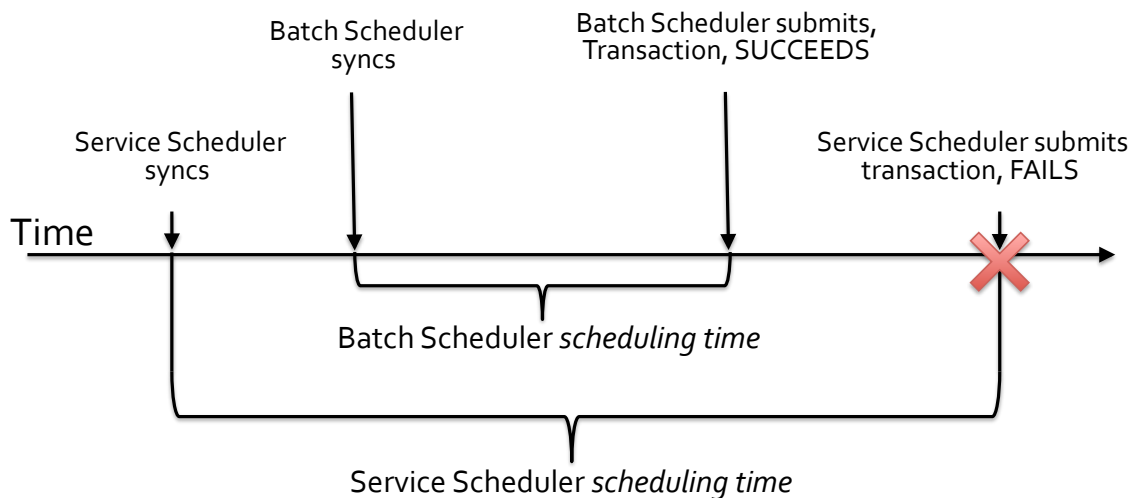 Batch Scheduler
syncs
Batch Scheduler submits,
Transaction, SUCCEEDS
Service Scheduler
syncs
Service Scheduler submits
transaction, FAILS
Time
Batch Scheduler scheduling time
Service Scheduler scheduling time